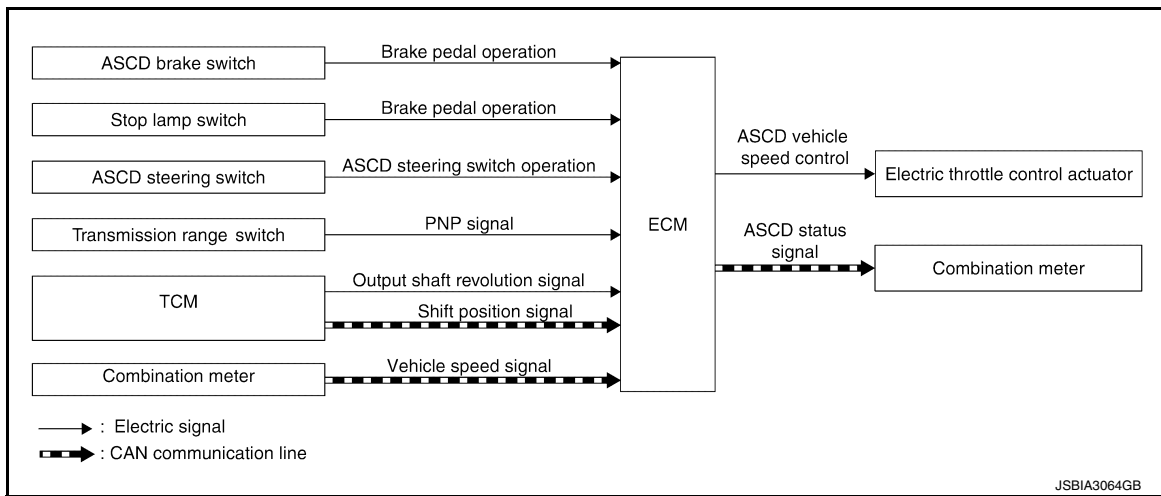 ASCD brake switch
Brake pedal operation
Stop lamp switch
Brake pedal operation
ASCD steering switch
ASCD steering switch operation
Transmission range switch
PNP signal
TCM
Output shaft revolution signal
Shift position signal
Combination meter
Vehicle speed signal
ECM
ASCD vehicle
speed control
Electric throttle control actuator
ASCD status
signal
Combination meter
: Electric signal
: CAN communication line
JSBIA3064GB